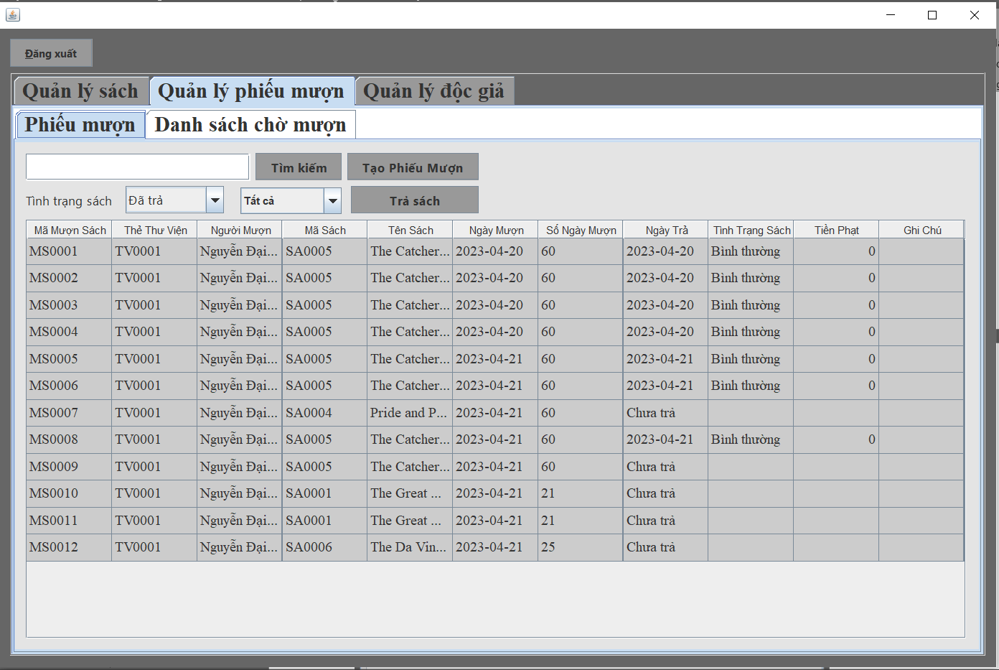 Đăng xuất
Quản lý sách Quản lý phiếu mượn Quản lý độc giả
Phiếu mượn Danh sách chờ mượn
Tìm kiếm Tạo Phiếu Mượn
Tình trạng sách Đã trả Tất cả Trả sách
Mã Mượn Sách Thẻ Thư Viện Người Mượn Mã Sách Tên Sách Ngày Mượn Số Ngày Mượn Ngày Trả Tình Trạng Sách Tiền Phạt Ghi Chú
MS0001 TV0001 Nguyễn Đại... SA0005 The Catcher... 2023-04-20 60 2023-04-20 Bình thường 0
MS0002 TV0001 Nguyễn Đại... SA0005 The Catcher... 2023-04-20 60 2023-04-20 Bình thường 0
MS0003 TV0001 Nguyễn Đại... SA0005 The Catcher... 2023-04-20 60 2023-04-20 Bình thường 0
MS0004 TV0001 Nguyễn Đại... SA0005 The Catcher... 2023-04-20 60 2023-04-20 Bình thường 0
MS0005 TV0001 Nguyễn Đại... SA0005 The Catcher... 2023-04-21 60 2023-04-21 Bình thường 0
MS0006 TV0001 Nguyễn Đại... SA0005 The Catcher... 2023-04-21 60 2023-04-21 Bình thường 0
MS0007 TV0001 Nguyễn Đại... SA0004 Pride and P... 2023-04-21 60 Chưa trả
MS0008 TV0001 Nguyễn Đại... SA0005 The Catcher... 2023-04-21 60 2023-04-21 Bình thường 0
MS0009 TV0001 Nguyễn Đại... SA0005 The Catcher... 2023-04-21 60 Chưa trả
MS0010 TV0001 Nguyễn Đại... SA0001 The Great ... 2023-04-21 21 Chưa trả
MS0011 TV0001 Nguyễn Đại... SA0001 The Great ... 2023-04-21 21 Chưa trả
MS0012 TV0001 Nguyễn Đại... SA0006 The Da Vin... 2023-04-21 25 Chưa trả